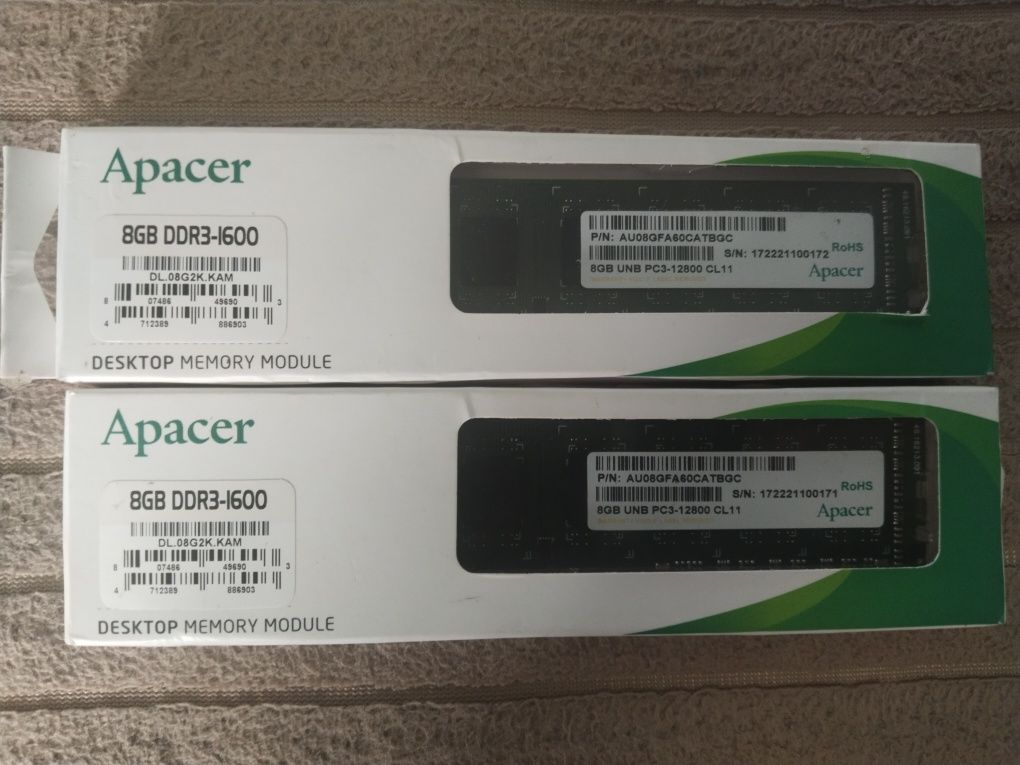 Apacer
8GB DDR3-1600
DL.08G2K.KAM
8 07486 49690 3
4 712389 886903
DESKTOP MEMORY MODULE
P/N: AU08GFA60CATBGC
S/N: 172221100172
RoHS
8GB UNB PC3-12800 CL11
Apacer
Apacer
8GB DDR3-1600
DL.08G2K.KAM
8 07486 49690 3
4 712389 886903
DESKTOP MEMORY MODULE
P/N: AU08GFA60CATBGC
S/N: 172221100171
RoHS
8GB UNB PC3-12800 CL11
Apacer